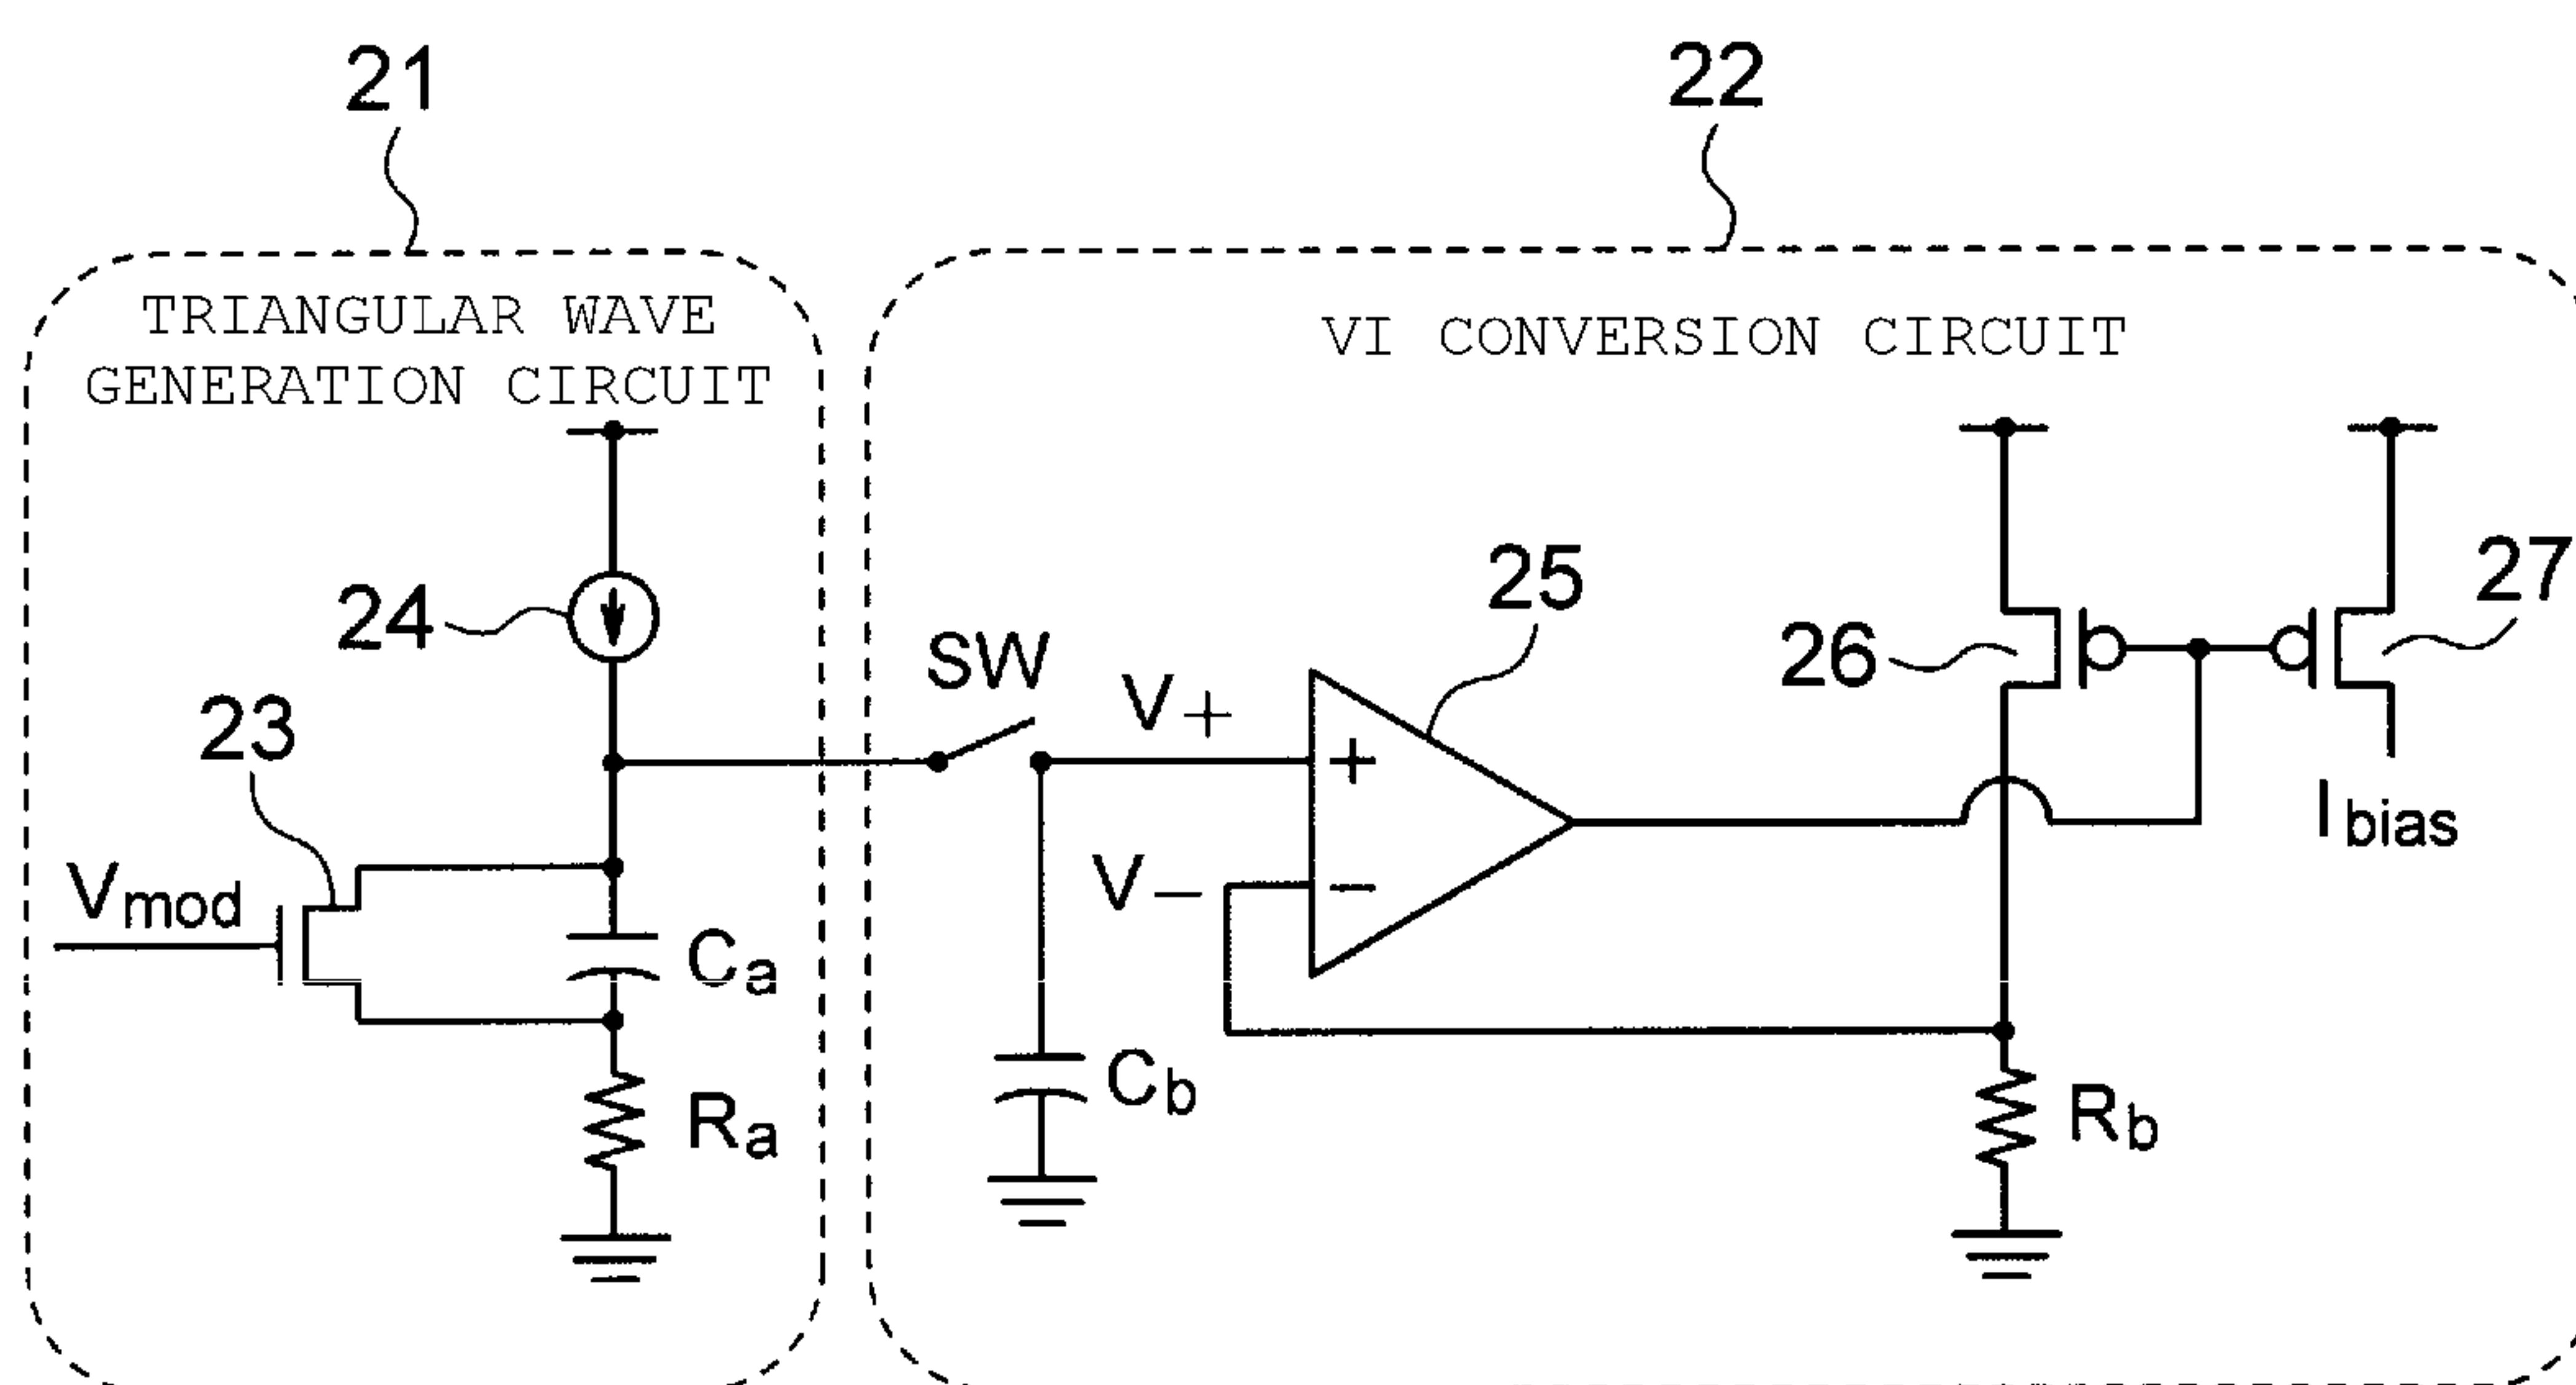 21
22
TRIANGULAR WAVE
GENERATION CIRCUIT
VI CONVERSION CIRCUIT
24
23
Vmod
Ca
Ra
SW
V+
V−
25
+
−
Cb
26
27
Ibias
Rb